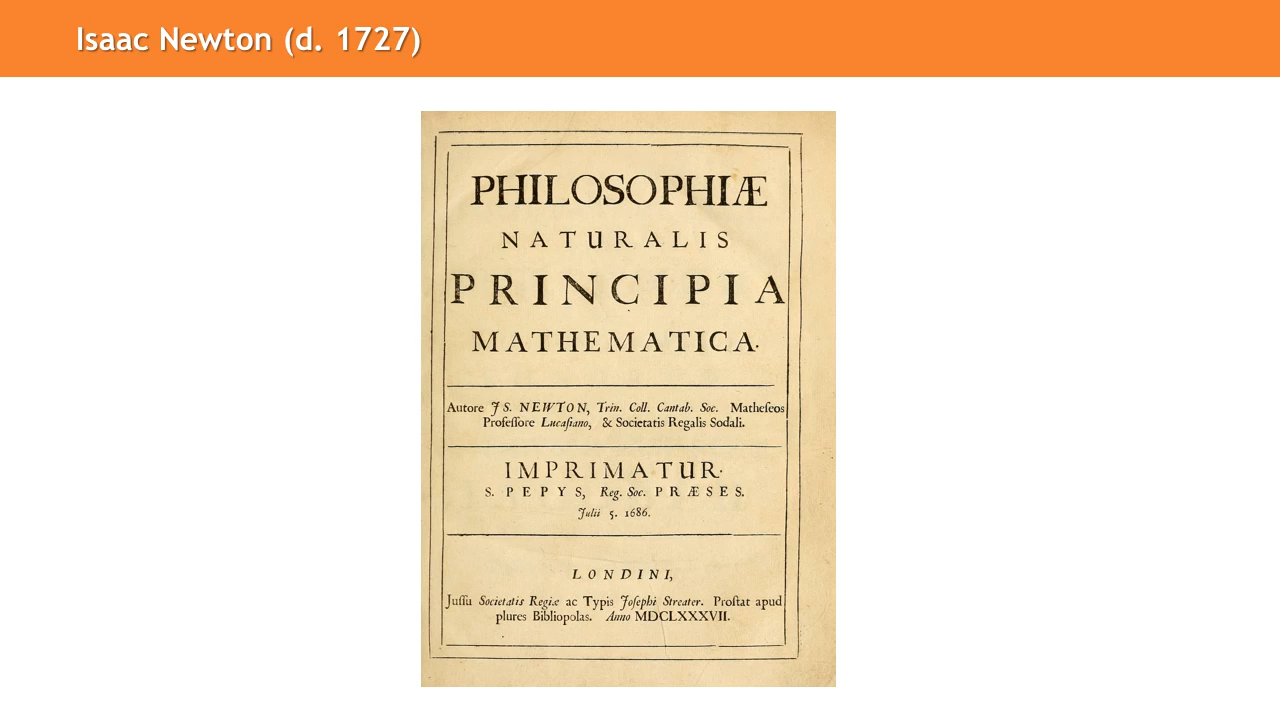 Isaac Newton (d. 1727)
PHILOSOPHIÆ
NATURALIS
PRINCIPIA
MATHEMATICA.
Autore JS. NEWTON, Trin. Coll. Cantab. Soc. Matheſeos
Profeſſore Lucaſiano, & Societatis Regalis Sodali.
IMPRIMATUR.
S. PEPYS, Reg. Soc. PRÆSES.
Julii 5. 1686.
LONDINI,
Juſſu Societatis Regiæ ac Typis Joſephi Streater. Proſtat apud
plures Bibliopolas. Anno MDCLXXXVII.